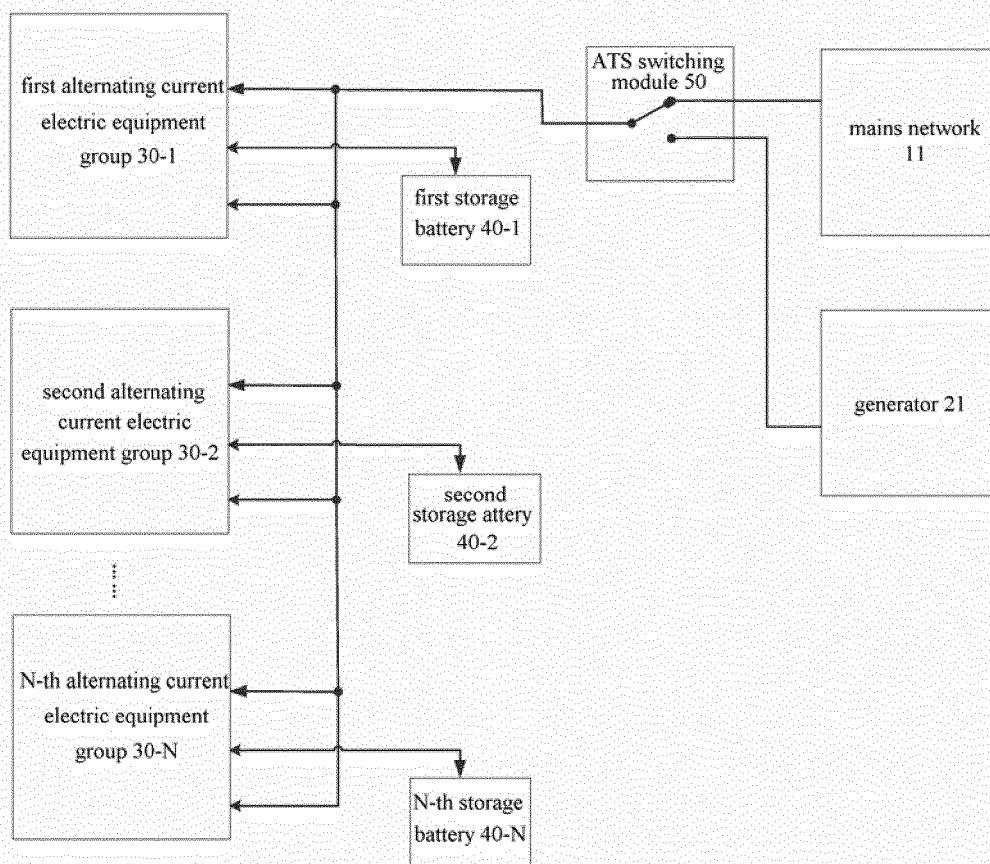 first alternating current
electric equipment
group 30-1
ATS switching
module 50
mains network
11
first storage
battery 40-1
second alternating
current electric
equipment group 30-2
generator 21
second
storage attery
40-2
N-th alternating current
electric equipment
group 30-N
N-th storage
battery 40-N